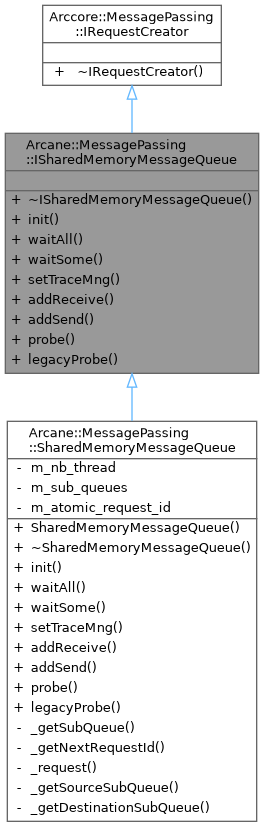 Arccore::MessagePassing
::IRequestCreator
+ ~IRequestCreator()
Arcane::MessagePassing
::ISharedMemoryMessageQueue
+ ~ISharedMemoryMessageQueue()
+ init()
+ waitAll()
+ waitSome()
+ setTraceMng()
+ addReceive()
+ addSend()
+ probe()
+ legacyProbe()
Arcane::MessagePassing
::SharedMemoryMessageQueue
- m_nb_thread
- m_sub_queues
- m_atomic_request_id
+ SharedMemoryMessageQueue()
+ ~SharedMemoryMessageQueue()
+ init()
+ waitAll()
+ waitSome()
+ setTraceMng()
+ addReceive()
+ addSend()
+ probe()
+ legacyProbe()
- _getSubQueue()
- _getNextRequestId()
- _request()
- _getSourceSubQueue()
- _getDestinationSubQueue()